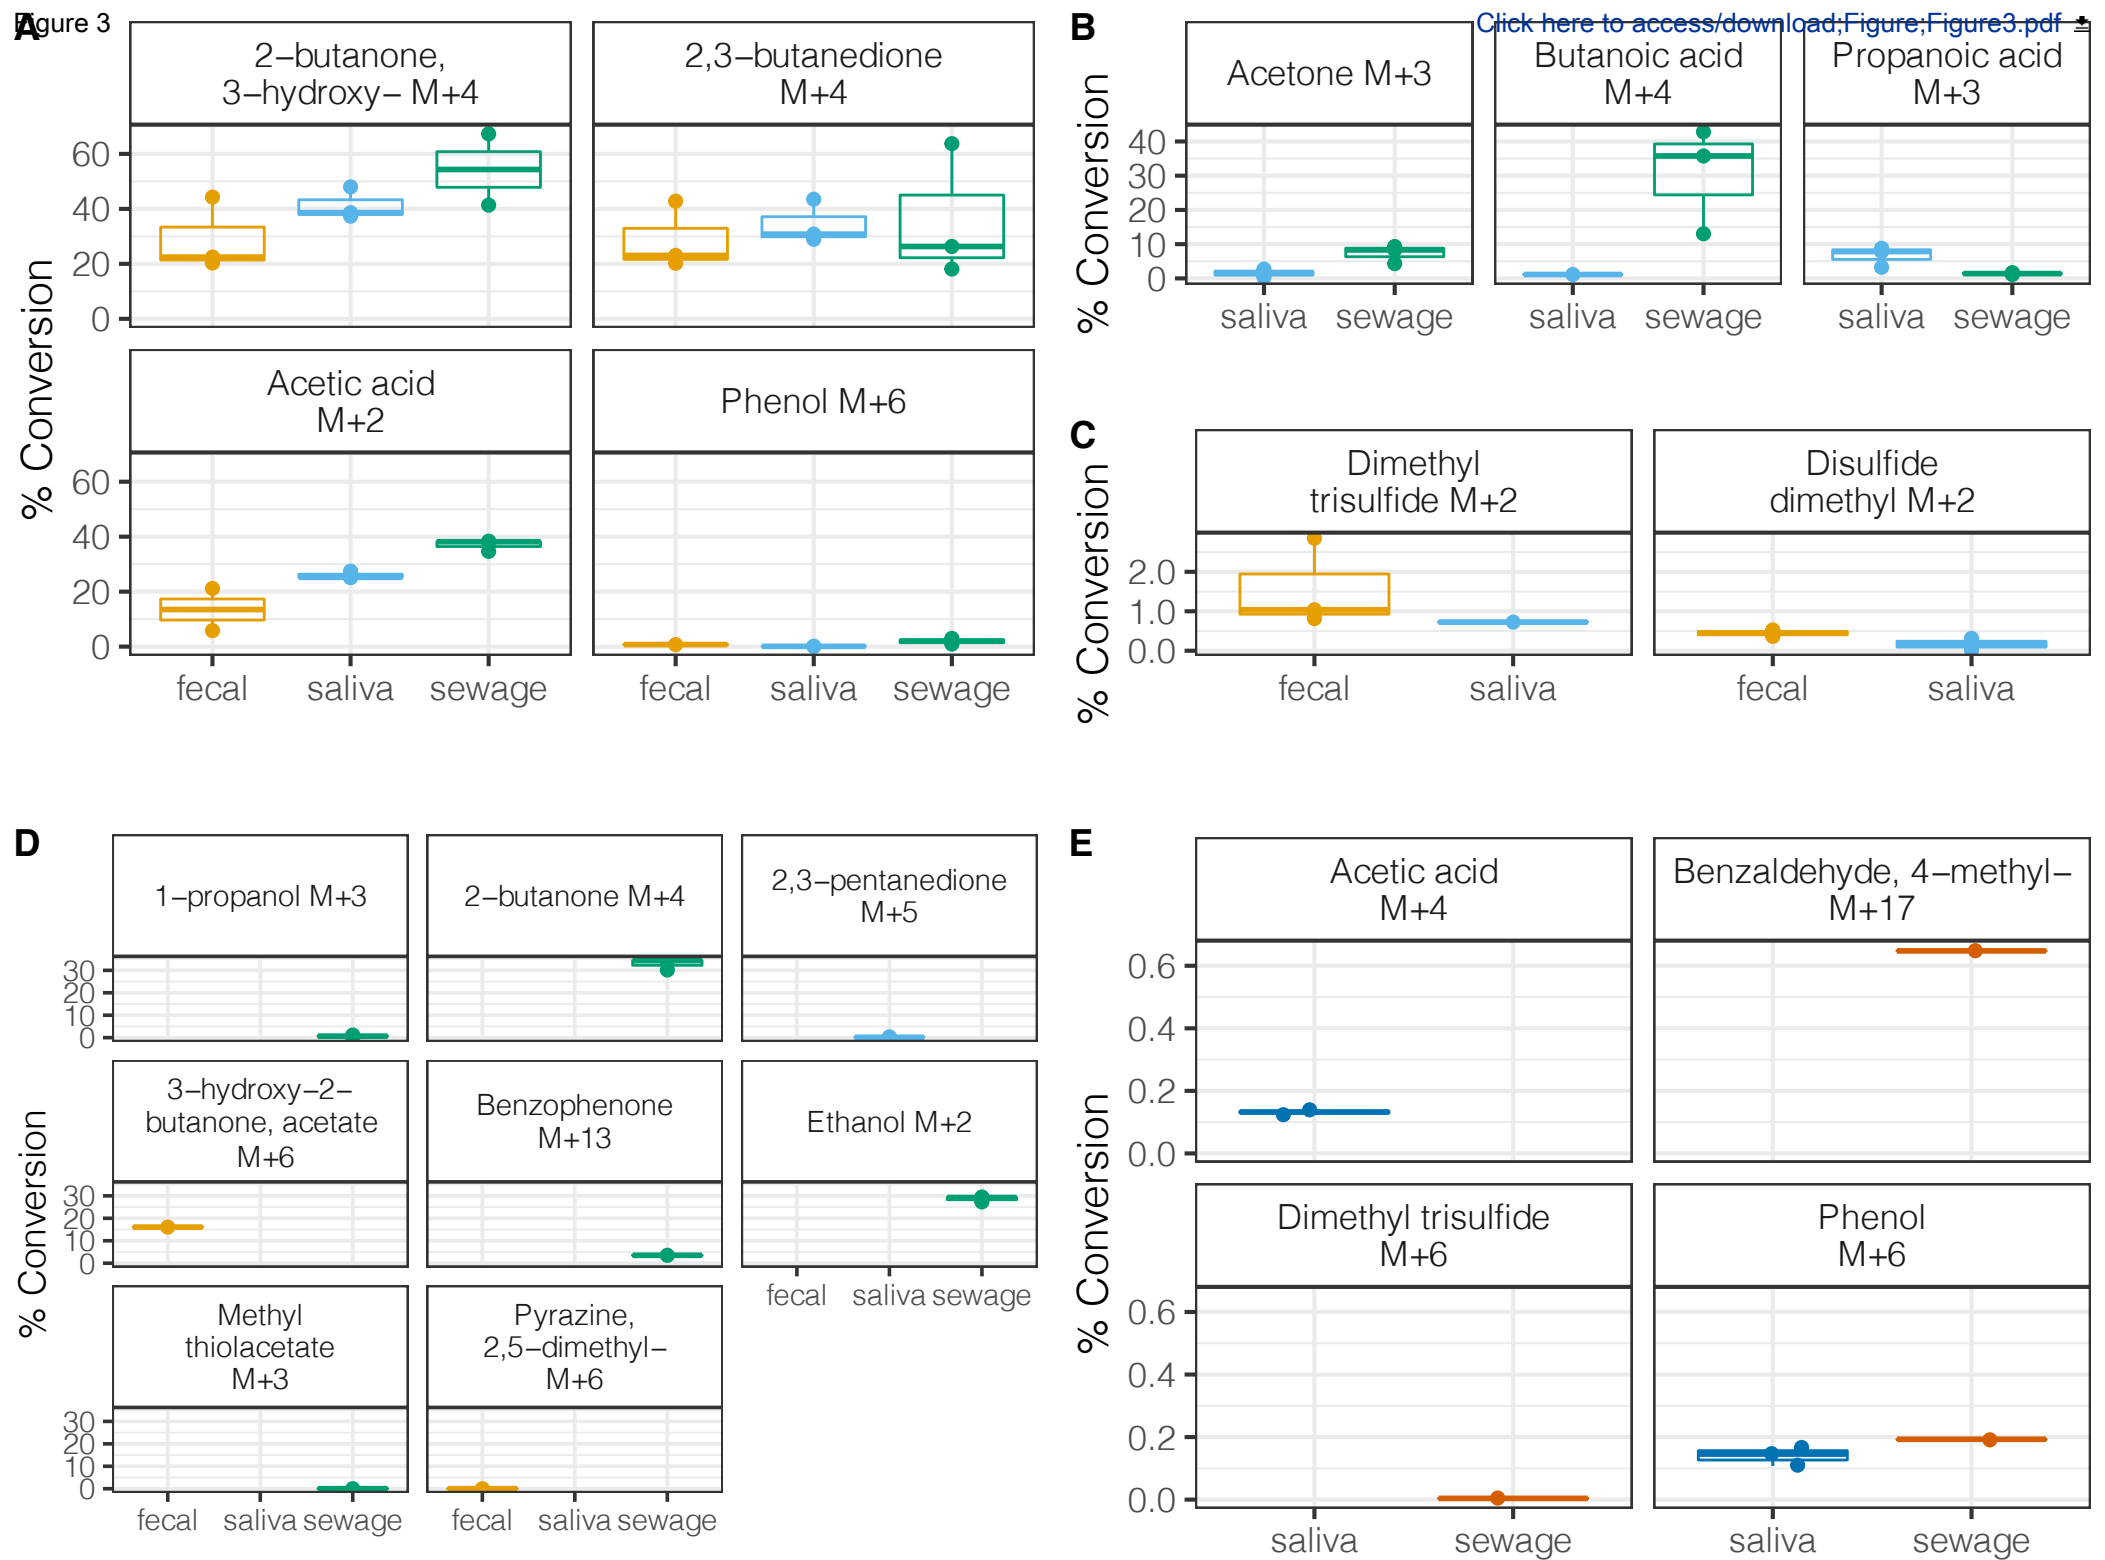 Figure 3
Click here to access/download;Figure;Figure3.pdf
A
2−butanone,
3−hydroxy− M+4
2,3−butanedione
M+4
% Conversion
60
40
20
0
Acetic acid
M+2
Phenol M+6
60
40
20
0
fecal saliva sewage
fecal saliva sewage
B
Acetone M+3
Butanoic acid
M+4
Propanoic acid
M+3
% Conversion
40
30
20
10
0
saliva sewage
saliva sewage
saliva sewage
C
Dimethyl
trisulfide M+2
Disulfide
dimethyl M+2
% Conversion
2.0
1.0
0.0
fecal saliva
fecal saliva
D
1−propanol M+3
2−butanone M+4
2,3−pentanedione
M+5
% Conversion
30
20
10
0
3−hydroxy−2−
butanone, acetate
M+6
Benzophenone
M+13
Ethanol M+2
30
20
10
0
fecal saliva sewage
Methyl
thiolacetate
M+3
Pyrazine,
2,5−dimethyl−
M+6
30
20
10
0
fecal saliva sewage
fecal saliva sewage
E
Acetic acid
M+4
Benzaldehyde, 4−methyl−
M+17
% Conversion
0.6
0.4
0.2
0.0
Dimethyl trisulfide
M+6
Phenol
M+6
0.6
0.4
0.2
0.0
saliva sewage
saliva sewage